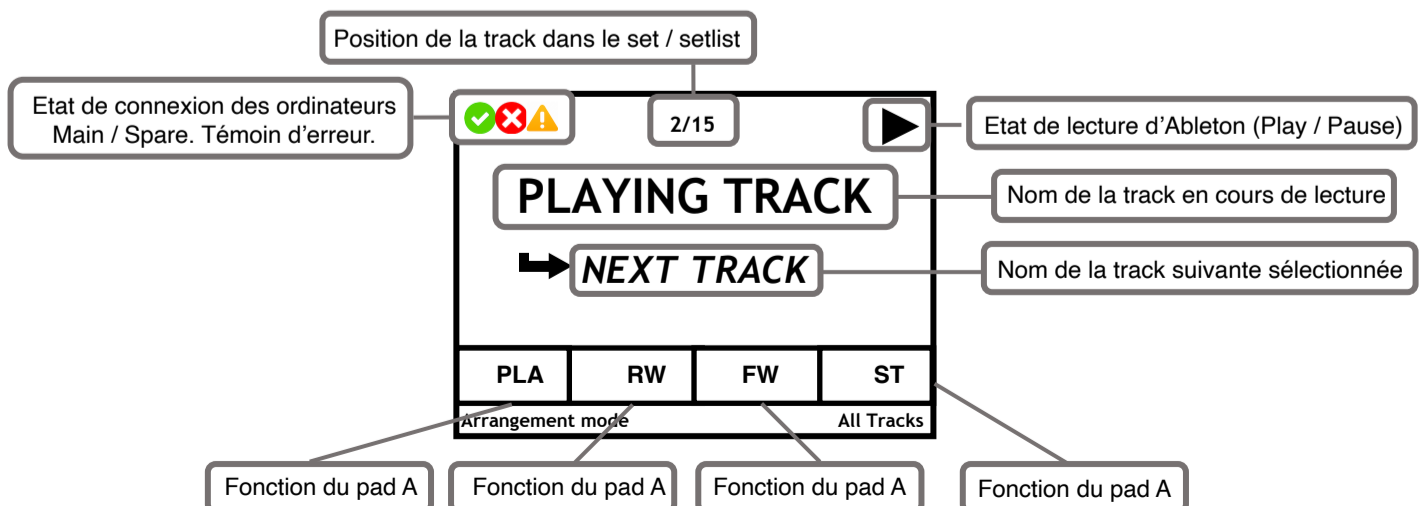 Position de la track dans le set / setlist
Etat de connexion des ordinateurs
Main / Spare. Témoin d’erreur.
2/15
Etat de lecture d’Ableton (Play / Pause)
PLAYING TRACK
Nom de la track en cours de lecture
NEXT TRACK
Nom de la track suivante sélectionnée
PLA RW FW ST
Arrangement mode All Tracks
Fonction du pad A Fonction du pad A Fonction du pad A Fonction du pad A